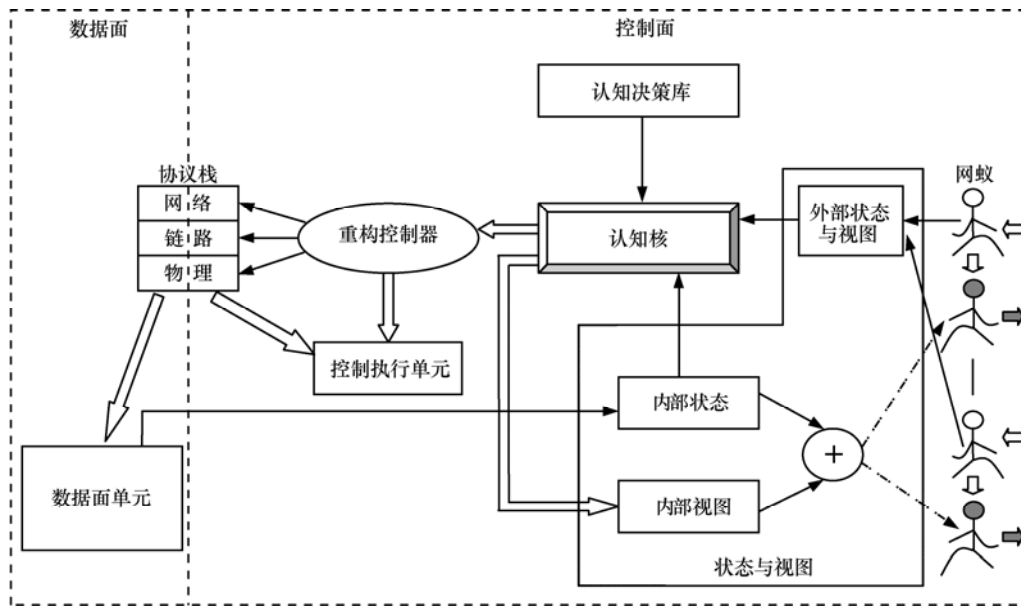 数据面
控制面
认知决策库
协议栈
网络
链路
物理
重构控制器
认知核
外部状态
与视图
网蚁
控制执行单元
内部状态
+
数据面单元
内部视图
状态与视图